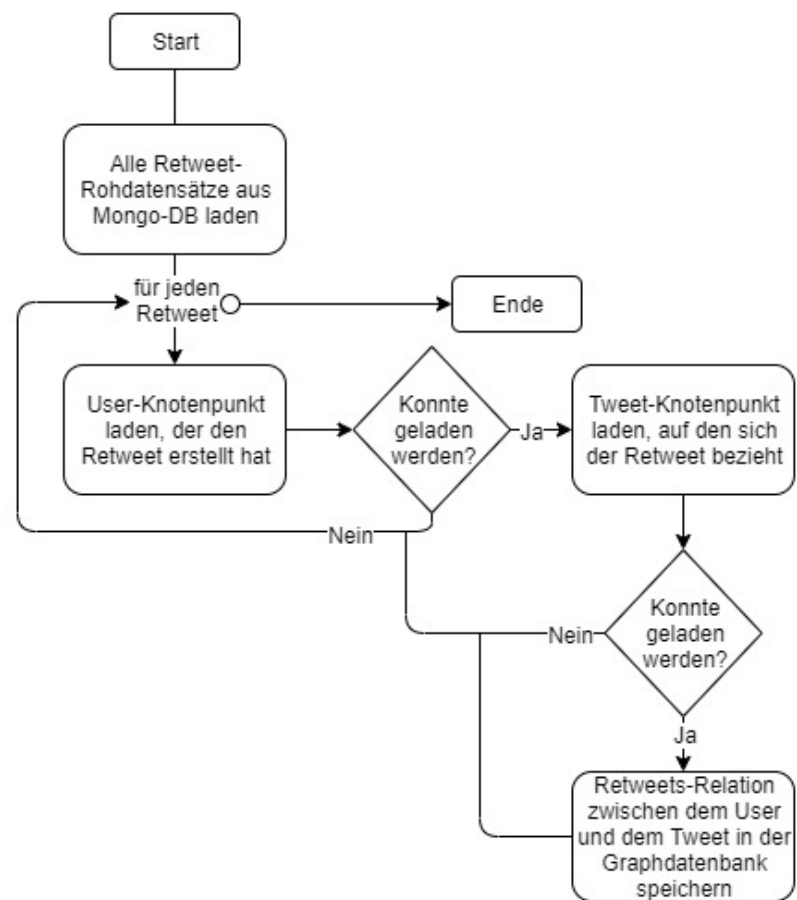 Start
Alle Retweet-
Rohdatensätze aus
Mongo-DB laden
für jeden
Retweet
Ende
User-Knotenpunkt
laden, der den
Retweet erstellt hat
Konnte
geladen
werden?
Ja
Tweet-Knotenpunkt
laden, auf den sich
der Retweet bezieht
Nein
Konnte
geladen
werden?
Nein
Ja
Retweets-Relation
zwischen dem User
und dem Tweet in der
Graphdatenbank
speichern